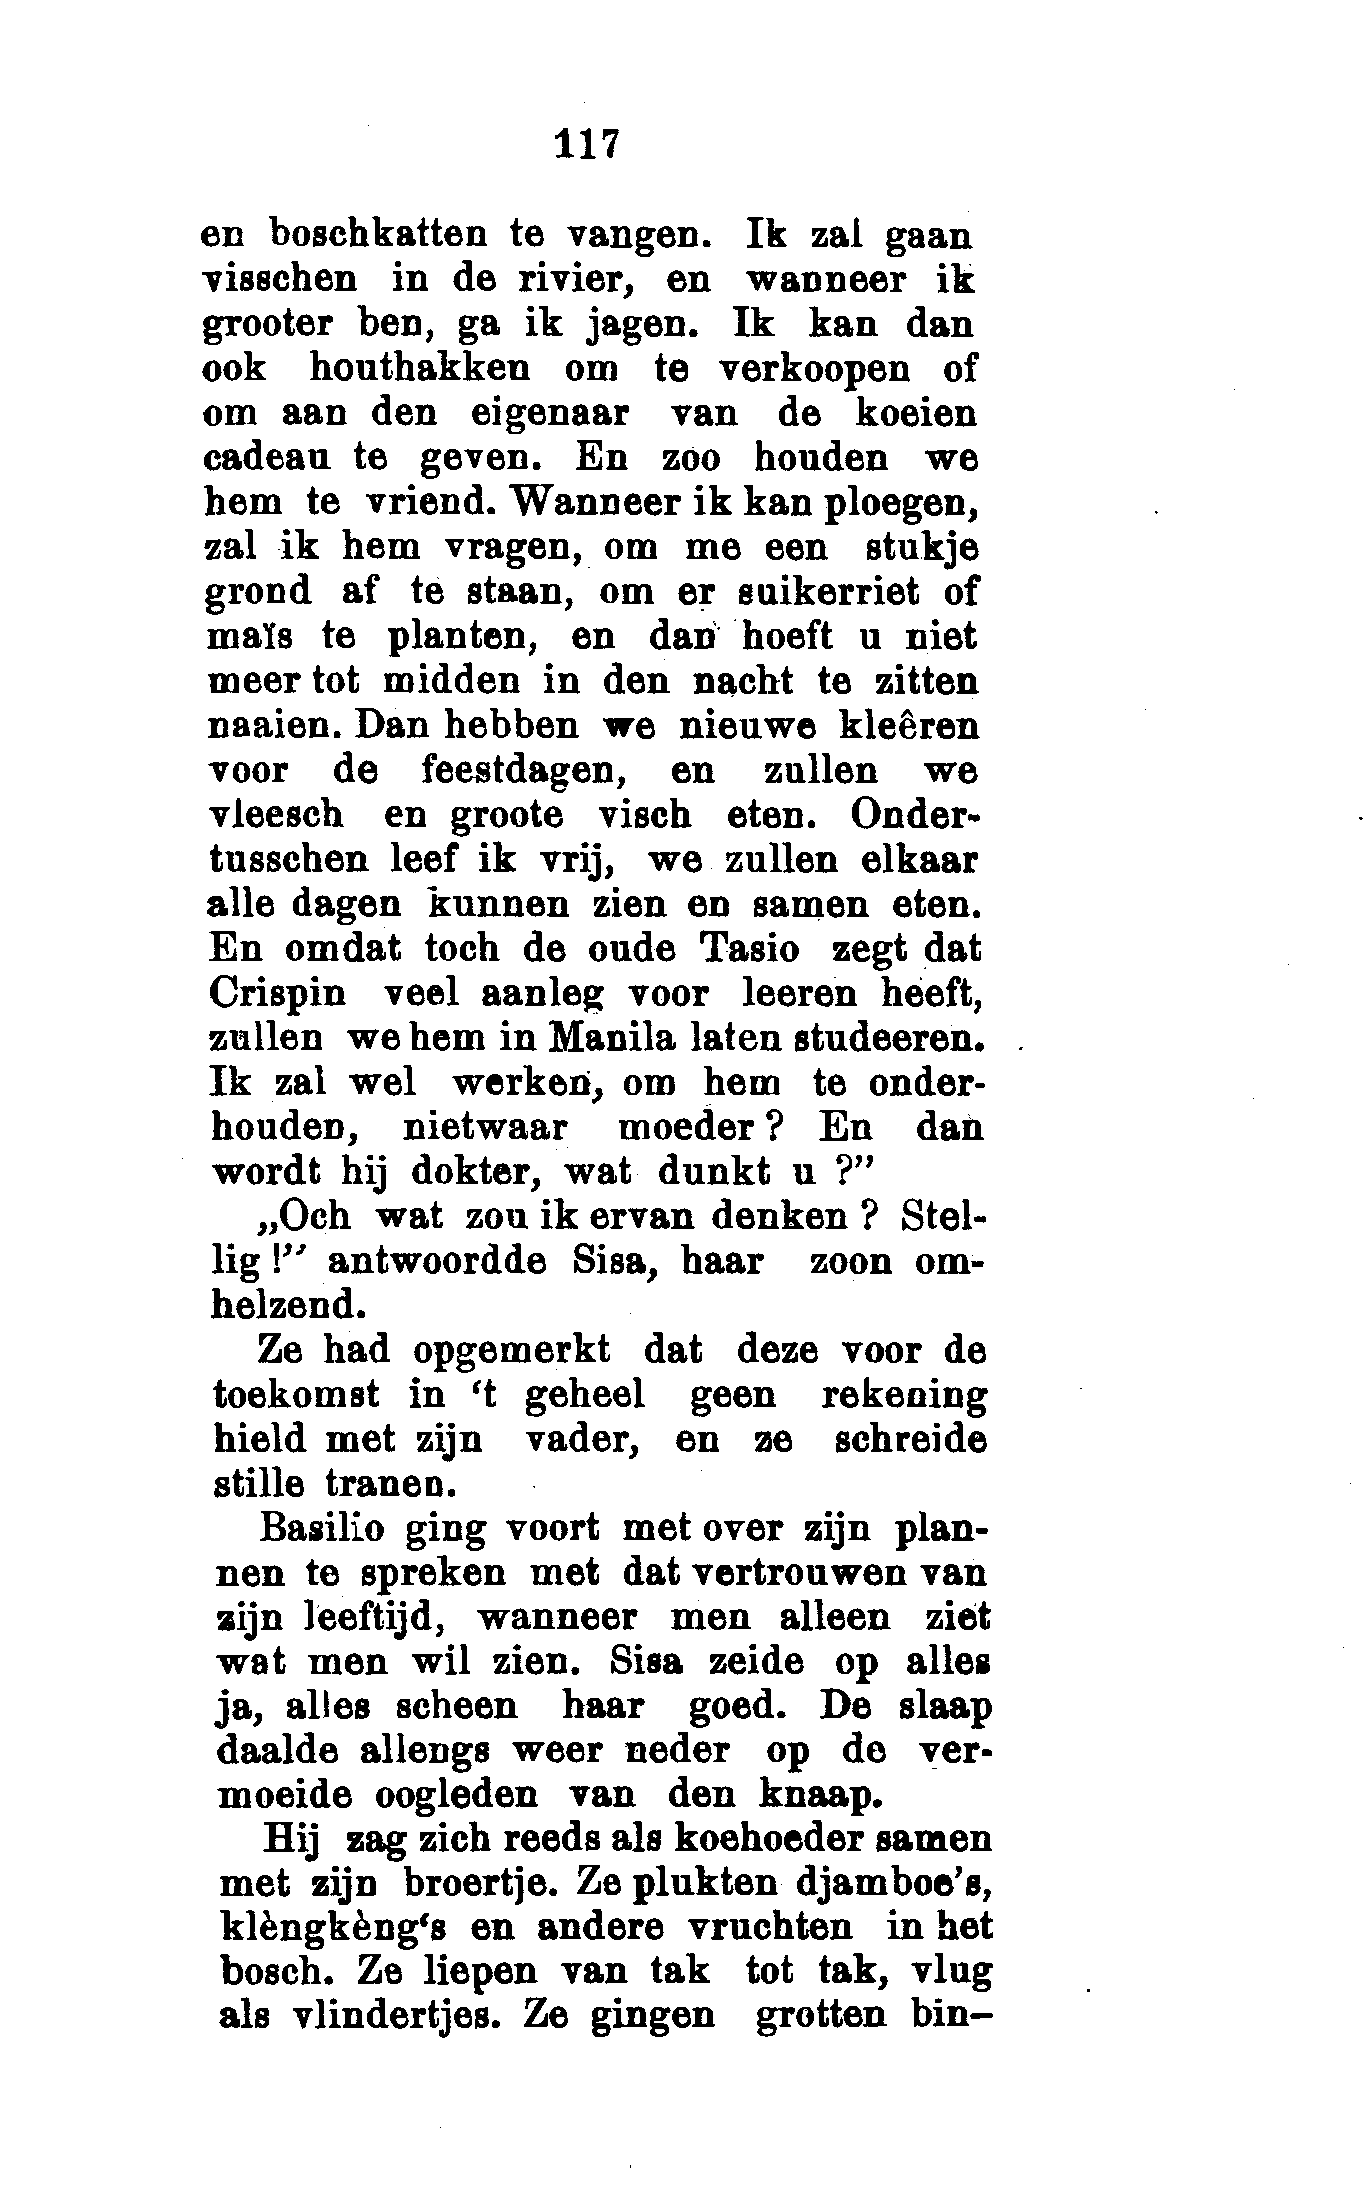 117
en boschkatten te vangen. Ik zal gaan
visschen in de rivier, en wanneer ik
grooter ben, ga ik jagen. Ik kan dan
ook houthakken om te verkoopen of
om aan den eigenaar van de koeien
cadeau te geven. En zoo houden we
hem te vriend. Wanneer ik kan ploegen,
zal ik hem vragen, om me een stukje
grond af te staan, om er suikerriet of
maïs te planten, en dan hoeft u niet
meer tot midden in den nacht te zitten
naaien. Dan hebben we nieuwe kleêren
voor de feestdagen, en zullen we
vleesch en groote visch eten. Onder-
tusschen leef ik vrij, we zullen elkaar
alle dagen kunnen zien en samen eten.
En omdat toch de oude Tasio zegt dat
Crispin veel aanleg voor leeren heeft,
zullen we hem in Manila laten studeeren.
Ik zal wel werken, om hem te onder-
houden, nietwaar moeder ? En dan
wordt hij dokter, wat dunkt u ?”
„Och wat zou ik ervan denken ? Stel-
lig !” antwoordde Sisa, haar zoon om-
helzend.
Ze had opgemerkt dat deze voor de
toekomst in ‘t geheel geen rekening
hield met zijn vader, en ze schreide
stille tranen.
Basilio ging voort met over zijn plan-
nen te spreken met dat vertrouwen van
zijn leeftijd, wanneer men alleen ziet
wat men wil zien. Sisa zeide op alles
ja, alles scheen haar goed. De slaap
daalde allengs weer neder op de ver-
moeide oogleden van den knaap.
Hij zag zich reeds als koehoeder samen
met zijn broertje. Ze plukten djamboe’s,
klèngkèng‘s en andere vruchten in het
bosch. Ze liepen van tak tot tak, vlug
als vlindertjes. Ze gingen grotten bin–